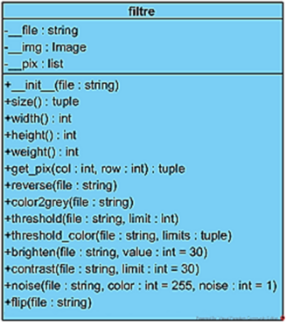 filtre
-__file : string
-__img : Image
-__pix : list
+__init__(file : string)
+size() : tuple
+width() : int
+height() : int
+weight() : int
+get_pix(col : int, row : int) : tuple
+reverse(file : string)
+color2grey(file : string)
+threshold(file : string, limit : int)
+threshold_color(file : string, limits : tuple)
+brighten(file : string, value : int = 30)
+contrast(file : string, limit : int = 30)
+noise(file : string, color : int = 255, noise : int = 1)
+flip(file : string)